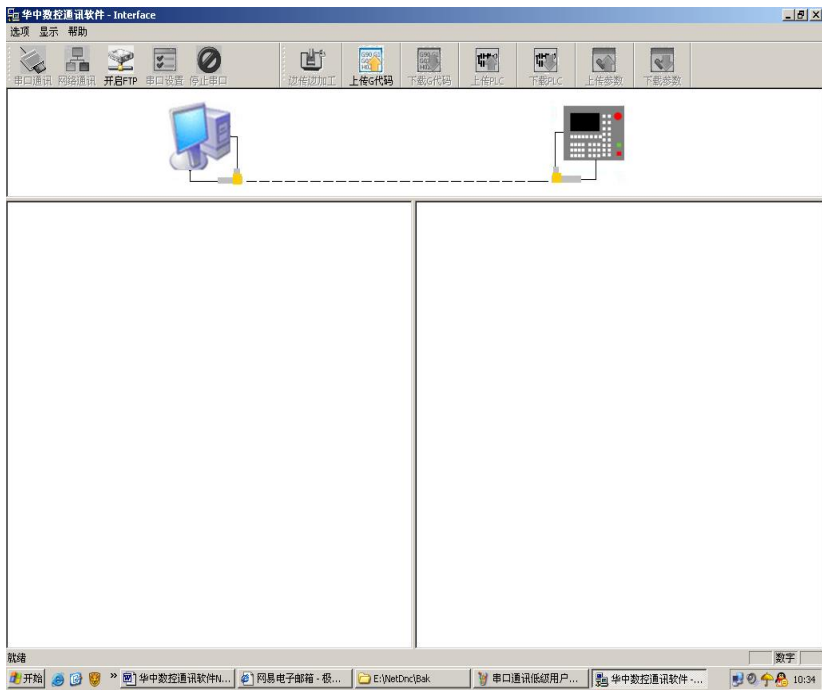 华中数控通讯软件 - Interface
选项 显示 帮助
串口通讯 网络通讯 开启FTP 串口设置 停止串口 边传边加工 上传G代码 下载G代码 上传PLC 下载PLC 上传参数 下载参数
就绪 数字
开始 » 华中数控通讯软件N... 网易电子邮箱 - 极... E:\NetDnc\Bak 串口通讯低级用户... 华中数控通讯软件 -... 10:34